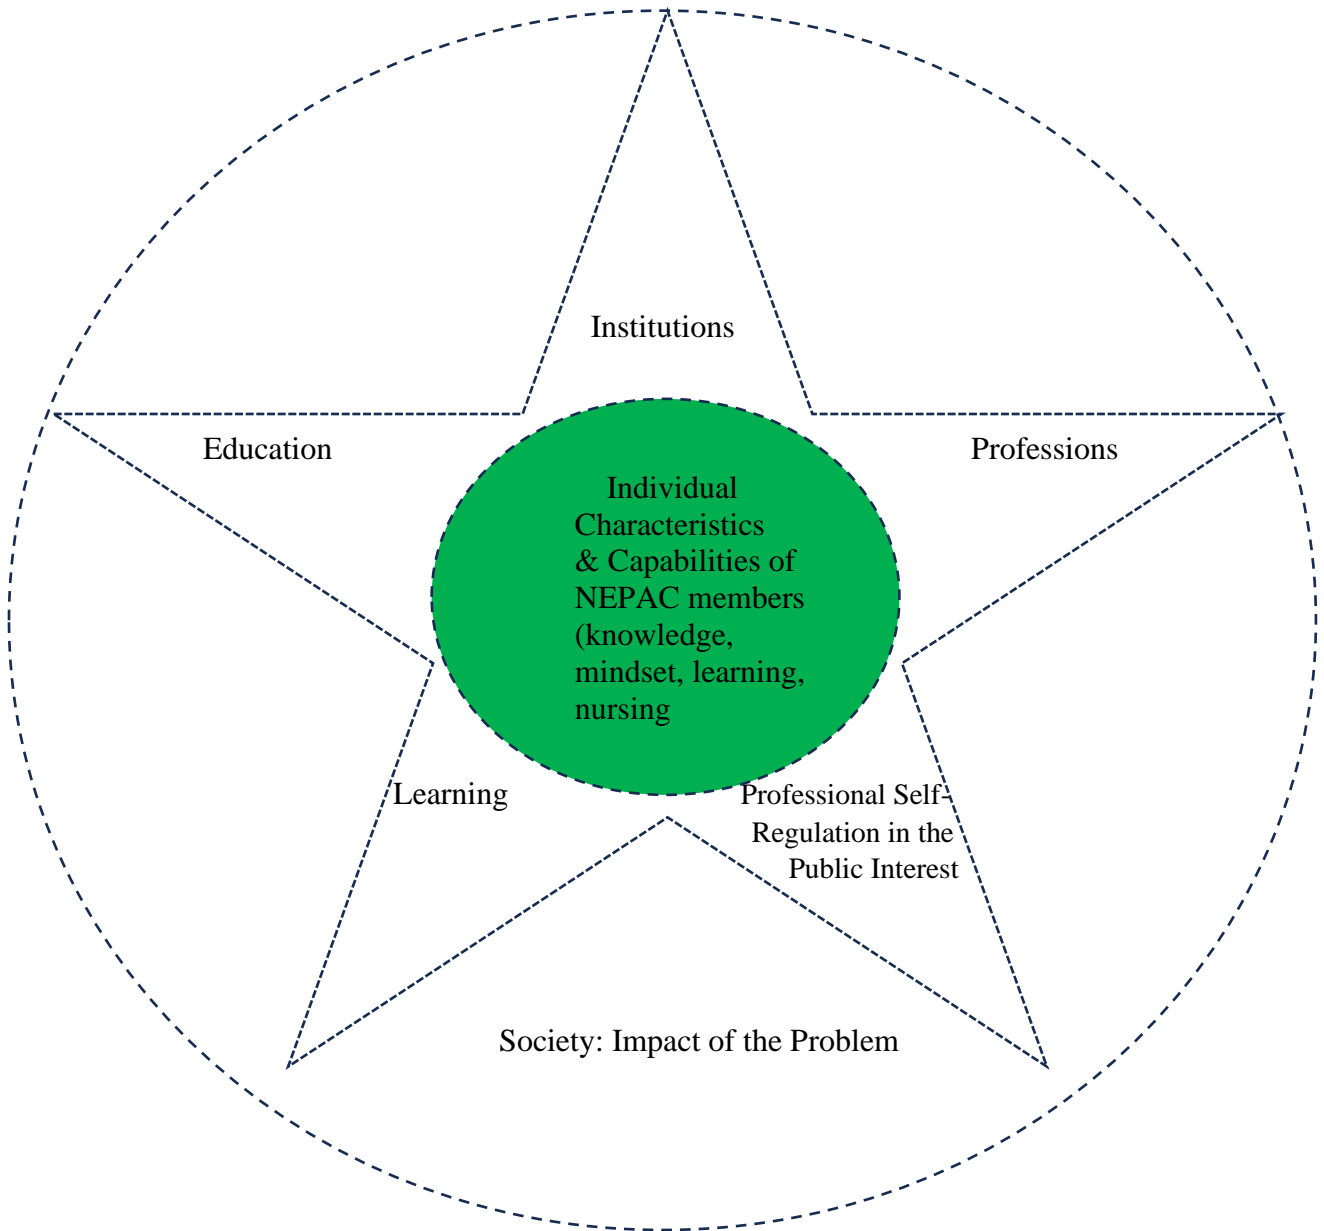 Institutions
Education
Professions
Individual
Characteristics
& Capabilities of
NEPAC members
(knowledge,
mindset, learning,
nursing
Learning
Professional Self-
Regulation in the
Public Interest
Society: Impact of the Problem